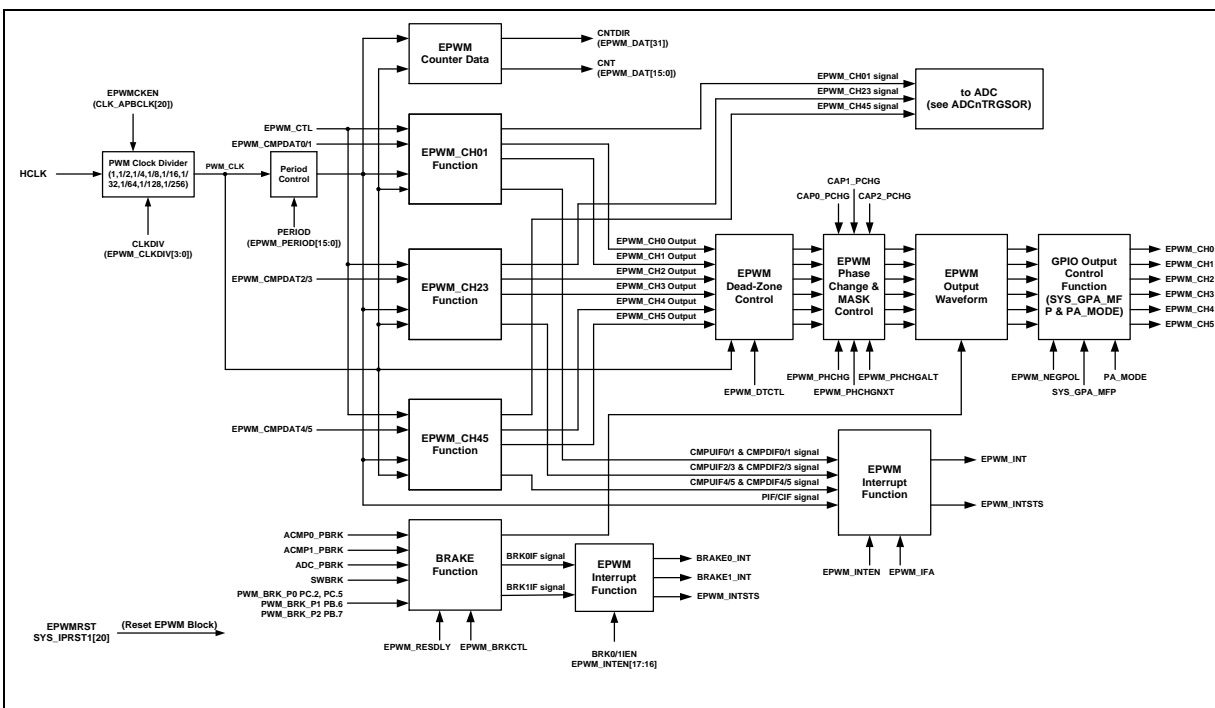 EPWMCKEN
(CLK_APBCLK[20])
HCLK
PWM Clock Divider
(1,1/2,1/4,1/8,1/16,1/
32,1/64,1/128,1/256)
CLKDIV
(EPWM_CLKDIV[3:0])
PWM_CLK
Period
Control
PERIOD
(EPWM_PERIOD[15:0])
EPWM
Counter Data
CNTDIR
(EPWM_DAT[31])
CNT
(EPWM_DAT[15:0])
EPWM_CTL
EPWM_CMPDAT0/1
EPWM_CH01
Function
EPWM_CH01 signal
EPWM_CH23 signal
EPWM_CH45 signal
to ADC
(see ADCnTRGSOR)
EPWM_CMPDAT2/3
EPWM_CH23
Function
EPWM_CMPDAT4/5
EPWM_CH45
Function
EPWM_CH0 Output
EPWM_CH1 Output
EPWM_CH2 Output
EPWM_CH3 Output
EPWM_CH4 Output
EPWM_CH5 Output
EPWM
Dead-Zone
Control
EPWM_DTCTL
CAP1_PCHG
CAP0_PCHG
CAP2_PCHG
EPWM
Phase
Change &
MASK
Control
EPWM_PHCHG
EPWM_PHCHGALT
EPWM_PHCHGNXT
EPWM
Output
Waveform
GPIO Output
Control
Function
(SYS_GPA_MF
P & PA_MODE)
EPWM_NEGPOL
PA_MODE
SYS_GPA_MFP
EPWM_CH0
EPWM_CH1
EPWM_CH2
EPWM_CH3
EPWM_CH4
EPWM_CH5
CMPUIF0/1 & CMPDIF0/1 signal
CMPUIF2/3 & CMPDIF2/3 signal
CMPUIF4/5 & CMPDIF4/5 signal
PIF/CIF signal
EPWM
Interrupt
Function
EPWM_INT
EPWM_INTSTS
EPWM_INTEN
EPWM_IFA
ACMP0_PBRK
ACMP1_PBRK
ADC_PBRK
SWBRK
PWM_BRK_P0 PC.2, PC.5
PWM_BRK_P1 PB.6
PWM_BRK_P2 PB.7
BRAKE
Function
EPWM_RESDLY
EPWM_BRKCTL
BRK0IF signal
BRK1IF signal
EPWM
Interrupt
Function
BRAKE0_INT
BRAKE1_INT
EPWM_INTSTS
BRK0/1IEN
EPWM_INTEN[17:16]
EPWMRST
SYS_IPRST1[20]
(Reset EPWM Block)